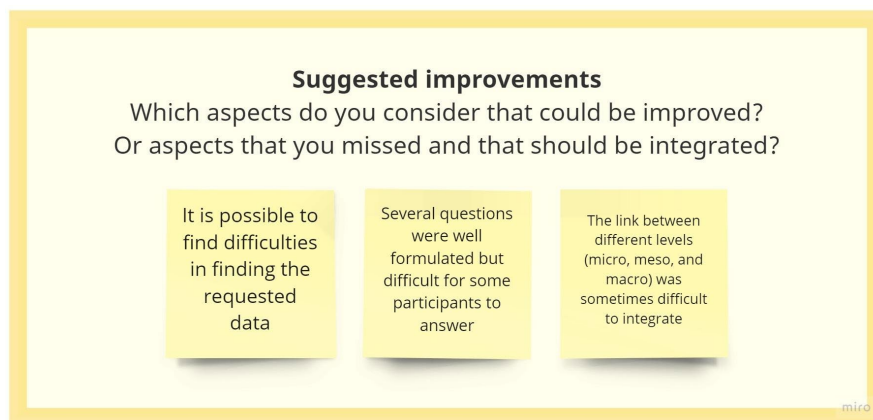 Suggested improvements
Which aspects do you consider that could be improved?
Or aspects that you missed and that should be integrated?
It is possible to
find difficulties
in finding the
requested
data
Several questions
were well
formulated but
difficult for some
participants to
answer
The link between
different levels
(micro, meso, and
macro) was
sometimes difficult
to integrate
miro